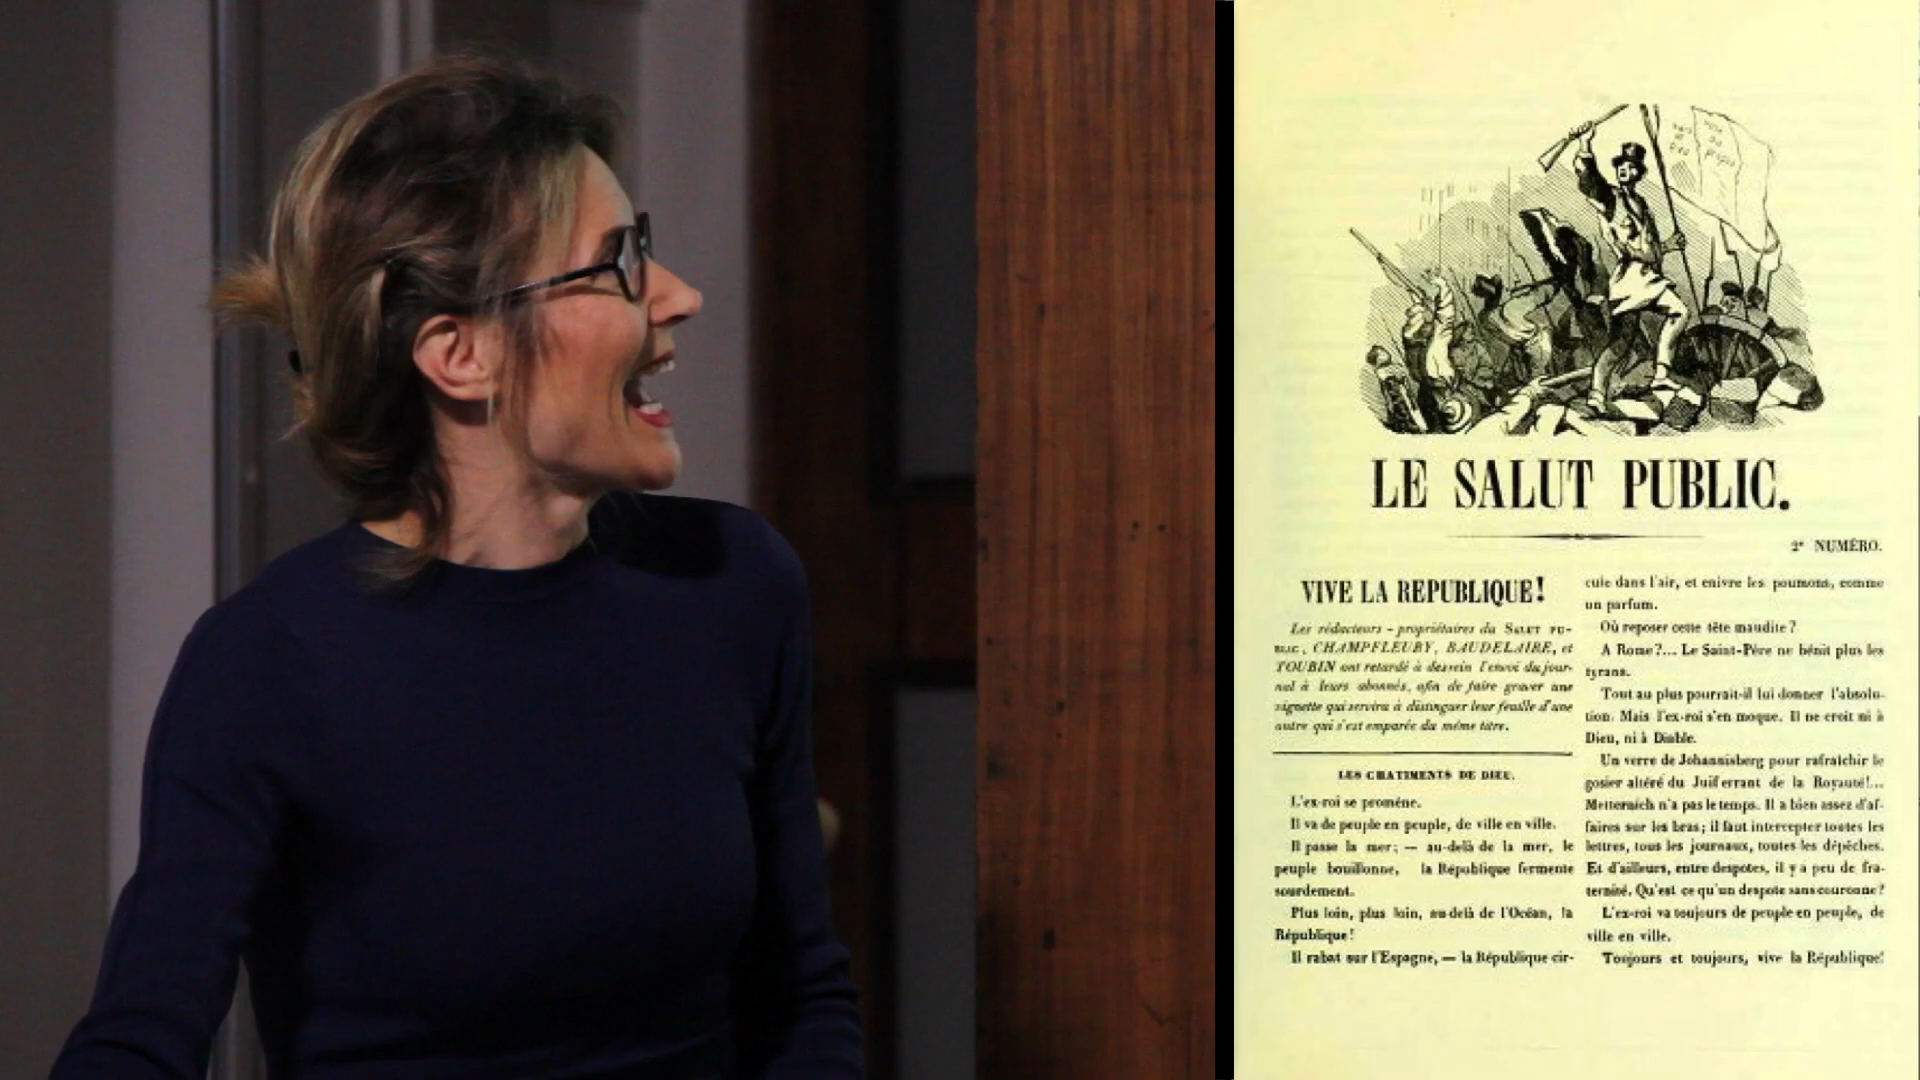 LE SALUT PUBLIC.
2e NUMÉRO.
VIVE LA REPUBLIQUE!
Les rédacteurs-propriétaires du SALUT PU-
BLIC, CHAMPFLEURY, BAUDELAIRE, et
TOUBIN ont retardé à dessein l'envoi du jour-
nal à leurs abonnés, afin de faire graver une
vignette qui servira à distinguer leur feuille d'une
autre qui s'est emparée du même titre.
LES CHATIMENTS DE DIEU.
L'ex-roi se promène.
Il va de peuple en peuple, de ville en ville.
Il passe la mer; — au-delà de la mer, le
peuple bouillonne, la République fermente
sourdement.
Plus loin, plus loin, au-delà de l'Océan, la
République!
Il rabat sur l'Espagne, — la République cir-
cule dans l'air, et enivre les poumons, comme
un parfum.
Où reposer cette tête maudite?
A Rome?... Le Saint-Père ne bénit plus les
tyrans.
Tout au plus pourrait-il lui donner l'absolu-
tion. Mais l'ex-roi s'en moque. Il ne croit ni à
Dieu, ni à Diable.
Un verre de Johannisberg pour rafraîchir le
gosier altéré du Juif errant de la Royauté!...
Metternich n'a pas le temps. Il a bien assez d'af-
faires sur les bras; il faut intercepter toutes les
lettres, tous les journaux, toutes les dépêches.
Et d'ailleurs, entre despotes, il y a peu de fra-
ternité. Qu'est ce qu'un despote sans couronne?
L'ex-roi va toujours de peuple en peuple, de
ville en ville.
Toujours et toujours, vive la République!